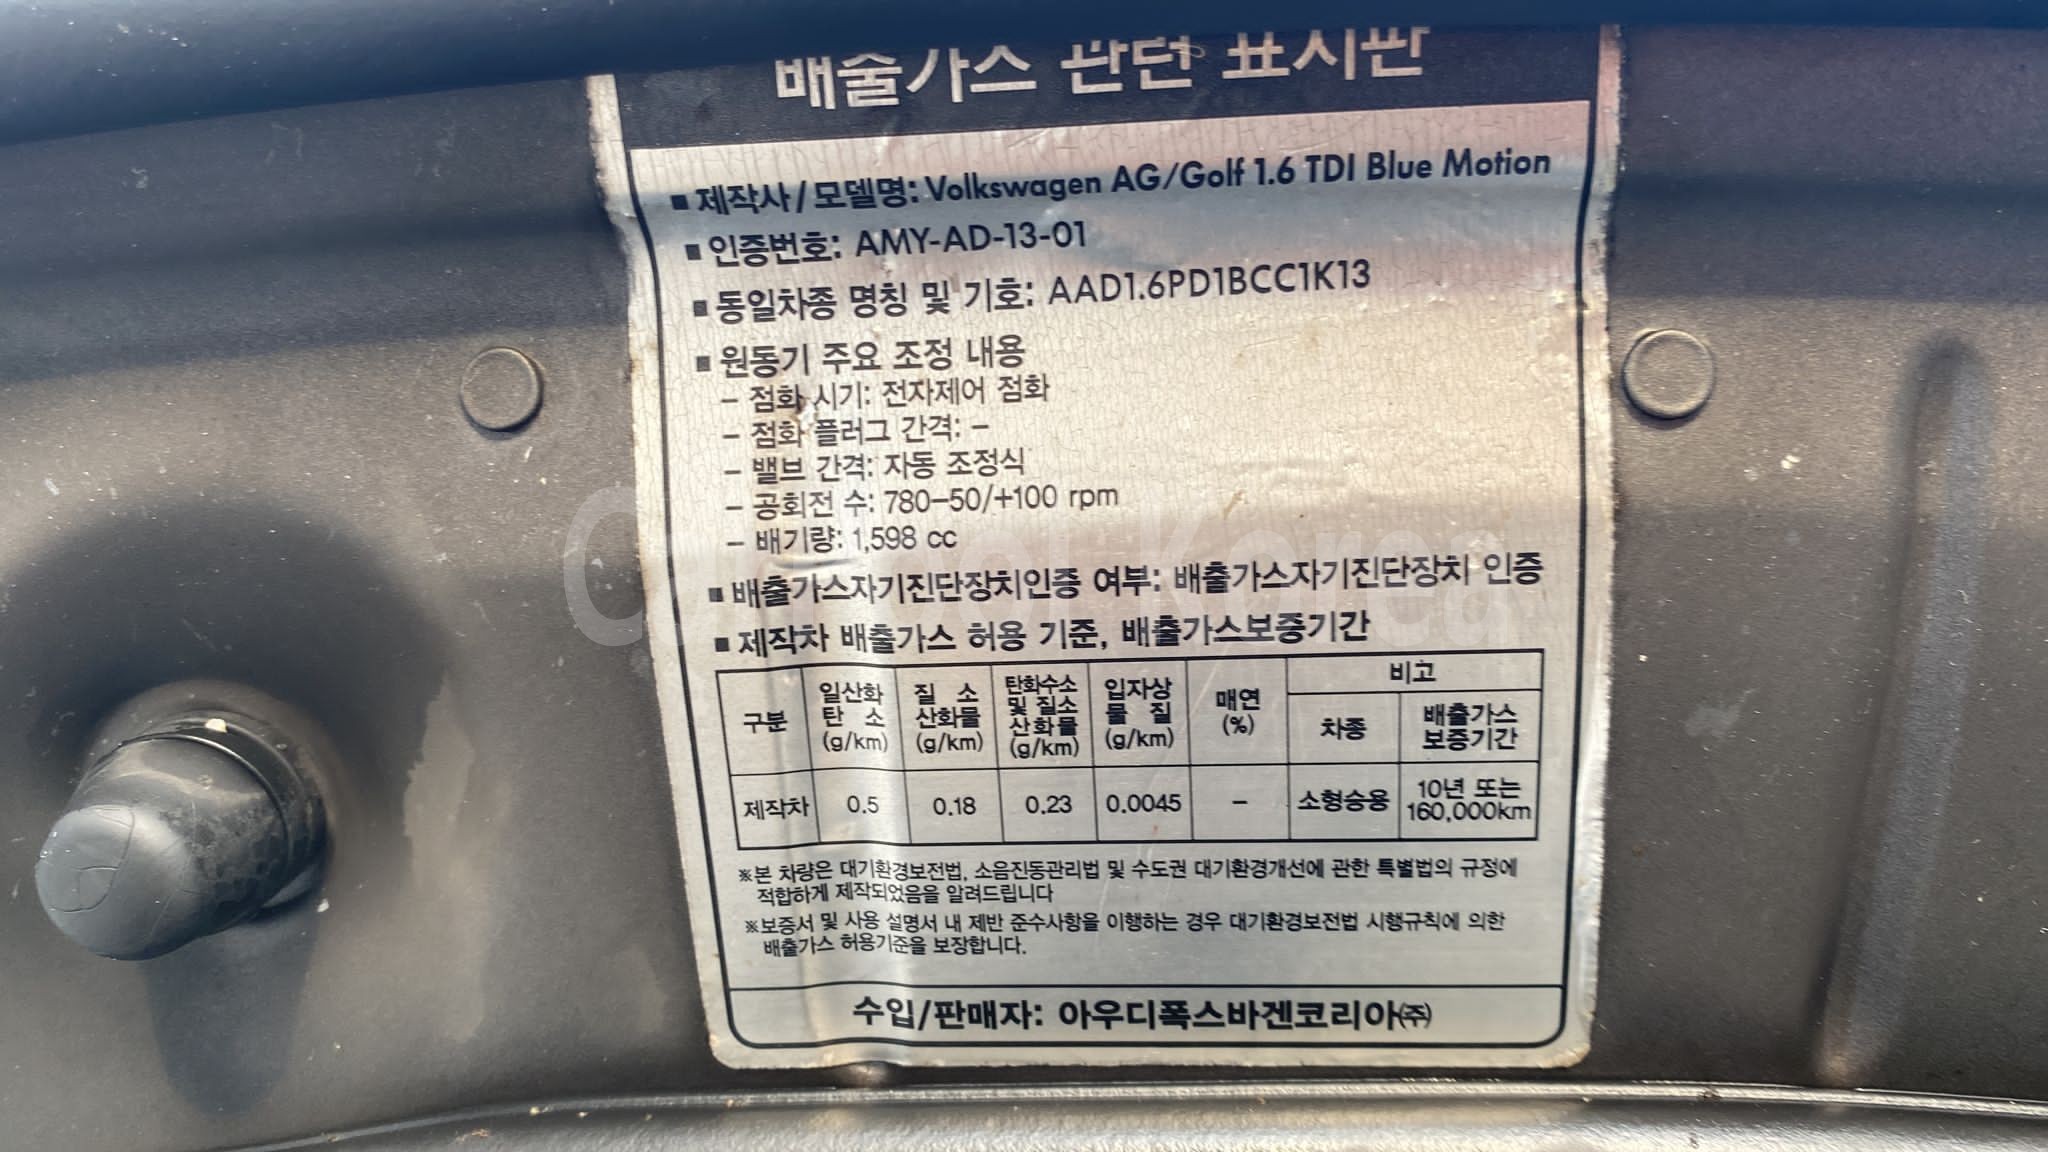 배출가스 관련 표시판
■ 제작사/모델명: Volkswagen AG/Golf 1.6 TDI Blue Motion
■ 인증번호: AMY-AD-13-01
■ 동일차종 명칭 및 기호: AAD1.6PD1BCC1K13
■ 원동기 주요 조정 내용
– 점화 시기: 전자제어 점화
– 점화 플러그 간격: –
– 밸브 간격: 자동 조정식
– 공회전 수: 780–50/+100 rpm
– 배기량: 1,598 cc
■ 배출가스자기진단장치인증 여부: 배출가스자기진단장치 인증
■ 제작차 배출가스 허용 기준, 배출가스보증기간
구분 일산화 탄소 (g/km) 질소 산화물 (g/km) 탄화수소 및 질소 산화물 (g/km) 입자상 물질 (g/km) 매연 (%) 비고
차종 배출가스 보증기간
제작차 0.5 0.18 0.23 0.0045 – 소형승용 10년 또는 160,000km
※본 차량은 대기환경보전법, 소음진동관리법 및 수도권 대기환경개선에 관한 특별법의 규정에
적합하게 제작되었음을 알려드립니다
※보증서 및 사용 설명서 내 제반 준수사항을 이행하는 경우 대기환경보전법 시행규칙에 의한
배출가스 허용기준을 보장합니다.
수입/판매자: 아우디폭스바겐코리아㈜
Korea